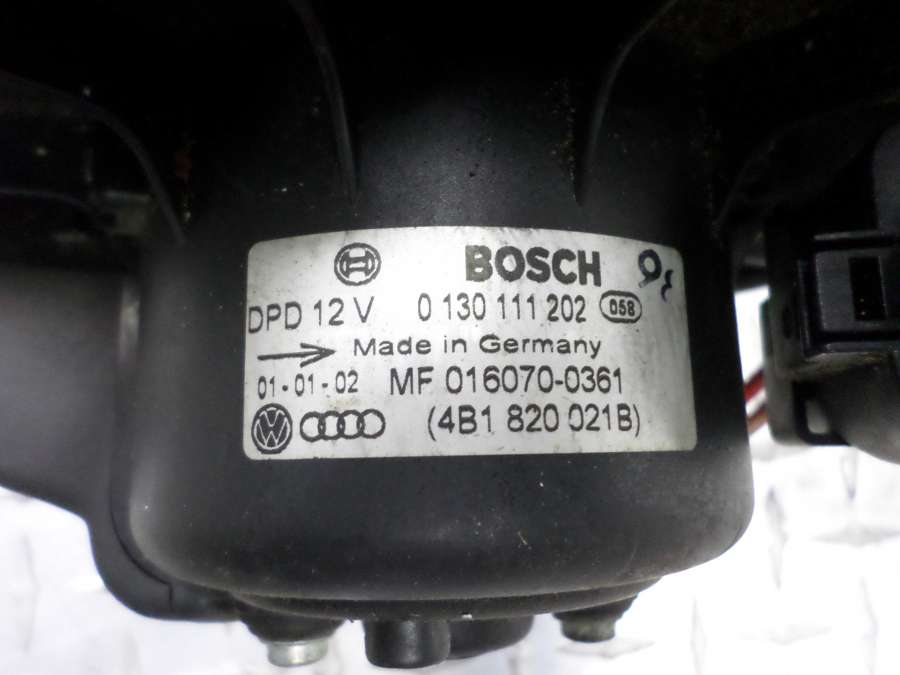 BOSCH
DPD 12 V 0 130 111 202 058
Made in Germany
01-01-02 MF 016070-0361
(4B1 820 021B)